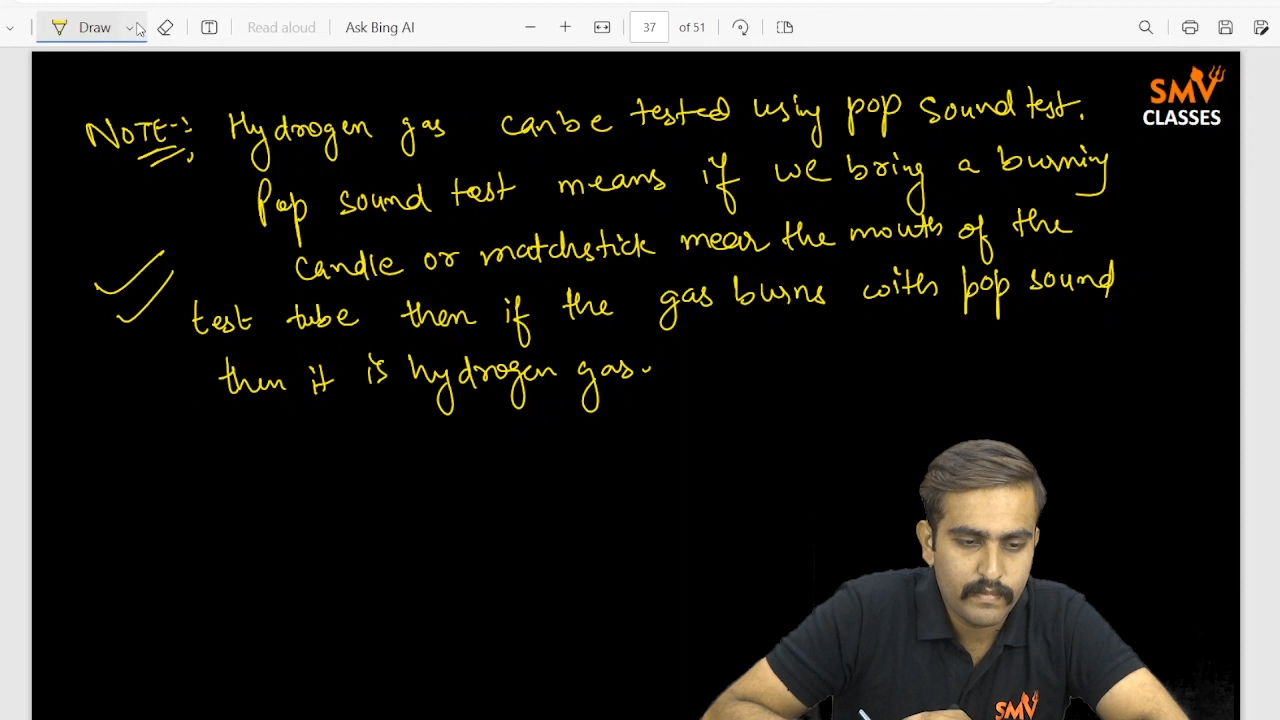 Draw
Read aloud
Ask Bing AI
37
of 51
SMV
CLASSES
NOTE-: Hydrogen gas can be tested using pop sound test.
Pop sound test means if we bring a burning
candle or matchstick near the mouth of the
test tube then if the gas burns with pop sound
then it is hydrogen gas.
SMV